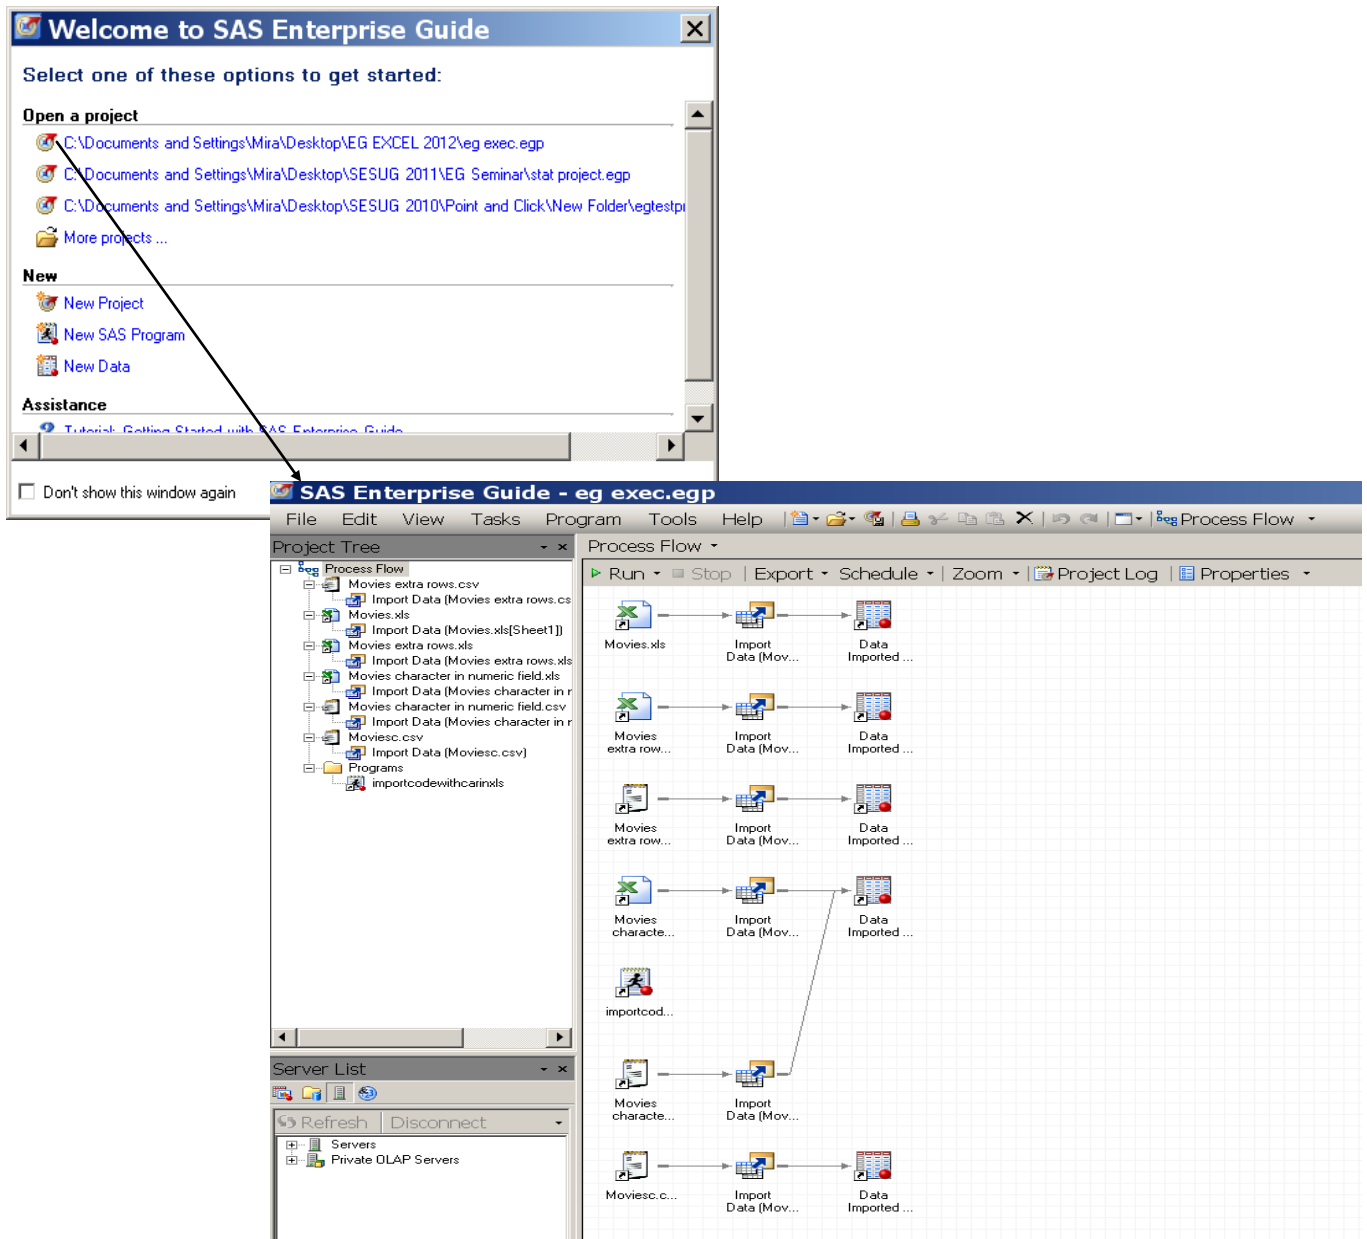 Welcome to SAS Enterprise Guide
Select one of these options to get started:
Open a project
C:\Documents and Settings\Mira\Desktop\EG EXCEL 2012\eg exec.egp
C:\Documents and Settings\Mira\Desktop\SESUG 2011\EG Seminar\stat project.egp
C:\Documents and Settings\Mira\Desktop\SESUG 2010\Point and Click\New Folder\egtestpr
More projects ...
New
New Project
New SAS Program
New Data
Assistance
Tutorial: Getting Started with SAS Enterprise Guide
Don't show this window again
SAS Enterprise Guide - eg exec.egp
File Edit View Tasks Program Tools Help Process Flow
Project Tree
Process Flow
Movies extra rows.csv
Import Data (Movies extra rows.cs
Movies.xls
Import Data (Movies.xls[Sheet1])
Movies extra rows.xls
Import Data (Movies extra rows.xls
Movies character in numeric field.xls
Import Data (Movies character in r
Movies character in numeric field.csv
Import Data (Movies character in r
Moviesc.csv
Import Data (Moviesc.csv)
Programs
importcodewithcarinxls
Server List
Refresh Disconnect
Servers
Private OLAP Servers
Process Flow
Run Stop Export Schedule Zoom Project Log Properties
Movies.xls
Import
Data (Mov...
Data
Imported ...
Movies
extra row...
Import
Data (Mov...
Data
Imported ...
Movies
extra row...
Import
Data (Mov...
Data
Imported ...
Movies
characte...
Import
Data (Mov...
Data
Imported ...
importcod...
Movies
characte...
Import
Data (Mov...
Moviesc.c...
Import
Data (Mov...
Data
Imported ...